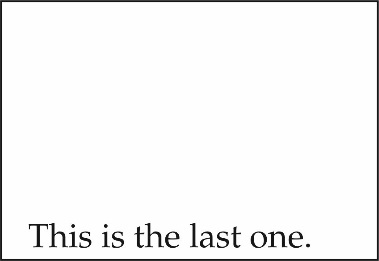 This is the last one.